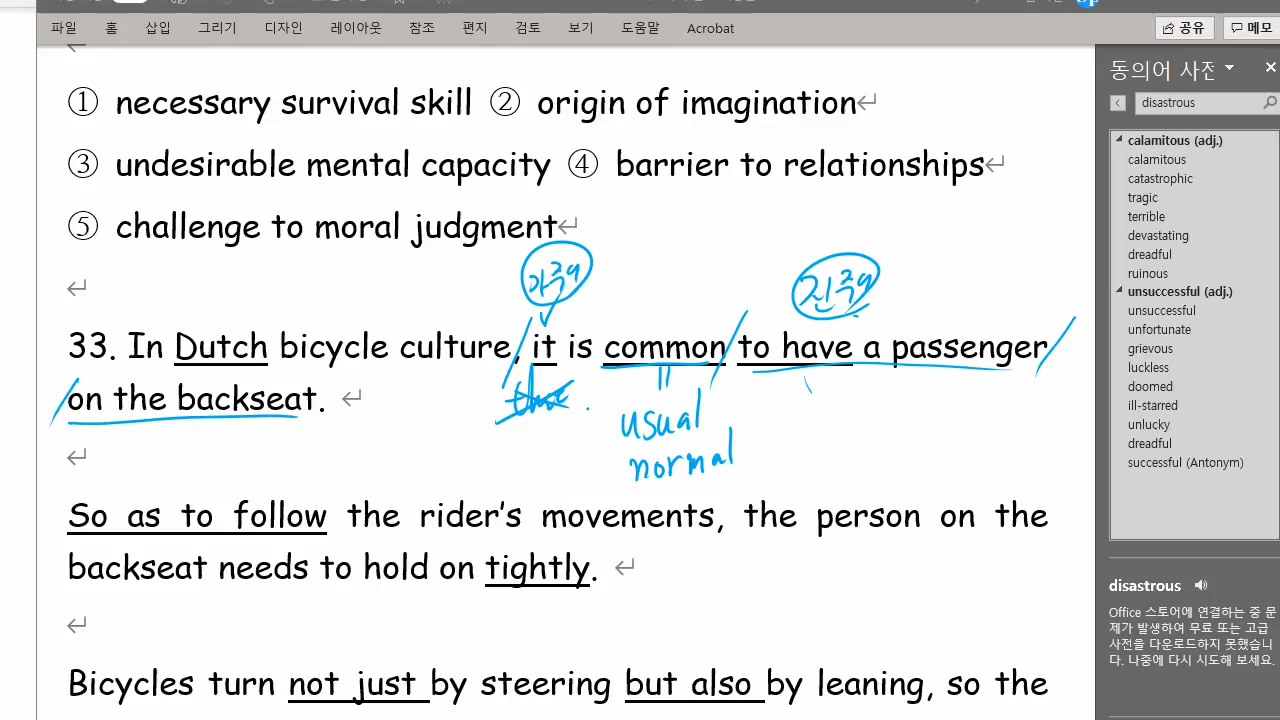 파일 홈 삽입 그리기 디자인 레이아웃 참조 편지 검토 보기 도움말 Acrobat 공유 메모
① necessary survival skill ② origin of imagination
③ undesirable mental capacity ④ barrier to relationships
⑤ challenge to moral judgment
가주어 진주어
33. In Dutch bicycle culture, it is common to have a passenger
on the backseat.
usual
normal
So as to follow the rider's movements, the person on the
backseat needs to hold on tightly.
Bicycles turn not just by steering but also by leaning, so the
동의어 사전
disastrous
calamitous (adj.)
calamitous
catastrophic
tragic
terrible
devastating
dreadful
ruinous
unsuccessful (adj.)
unsuccessful
unfortunate
grievous
luckless
doomed
ill-starred
unlucky
dreadful
successful (Antonym)
disastrous
Office 스토어에 연결하는 중 문
제가 발생하여 무료 또는 고급
사전을 다운로드하지 못했습니
다. 나중에 다시 시도해 보세요.